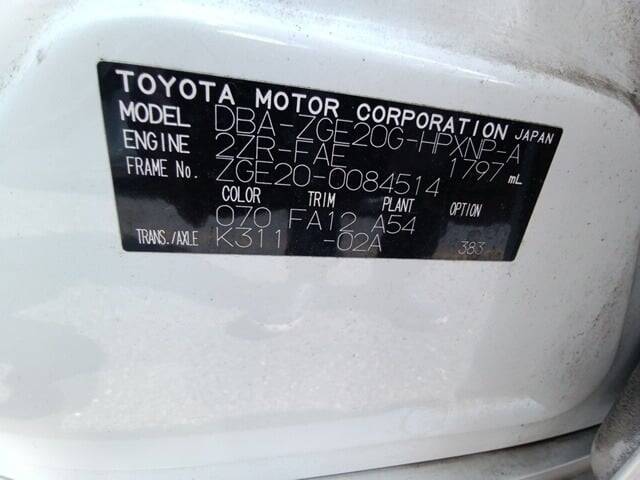 TOYOTA MOTOR CORPORATION JAPAN
MODEL DBA-ZGE20G-HPXNP-A
ENGINE 2ZR-FAE 1797 mL
FRAME No. ZGE20-0084514
COLOR TRIM PLANT OPTION
070 FA12 A54
TRANS./AXLE K311 -02A 383